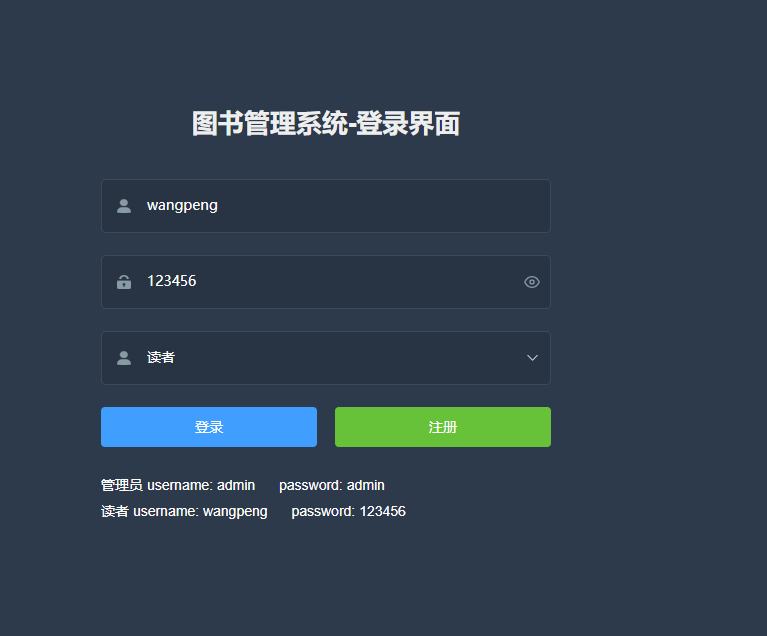 图书管理系统-登录界面
wangpeng
123456
读者
登录 注册
管理员 username: admin password: admin
读者 username: wangpeng password: 123456